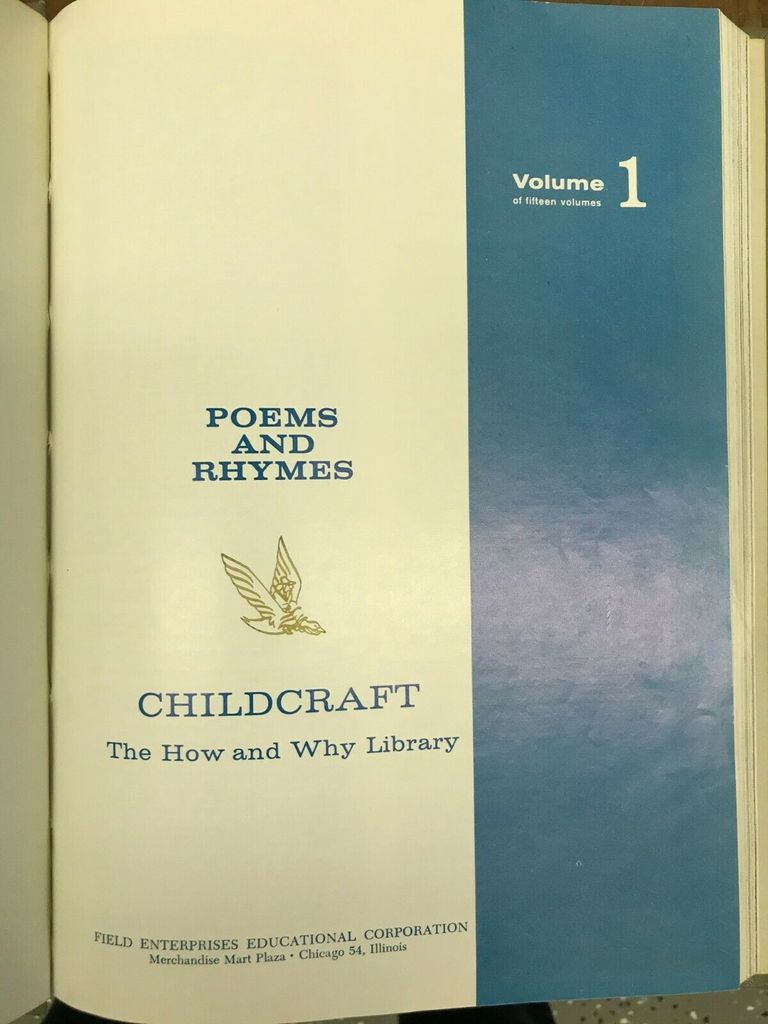 Volume 1
of fifteen volumes
POEMS
AND
RHYMES
CHILDCRAFT
The How and Why Library
FIELD ENTERPRISES EDUCATIONAL CORPORATION
Merchandise Mart Plaza • Chicago 54, Illinois